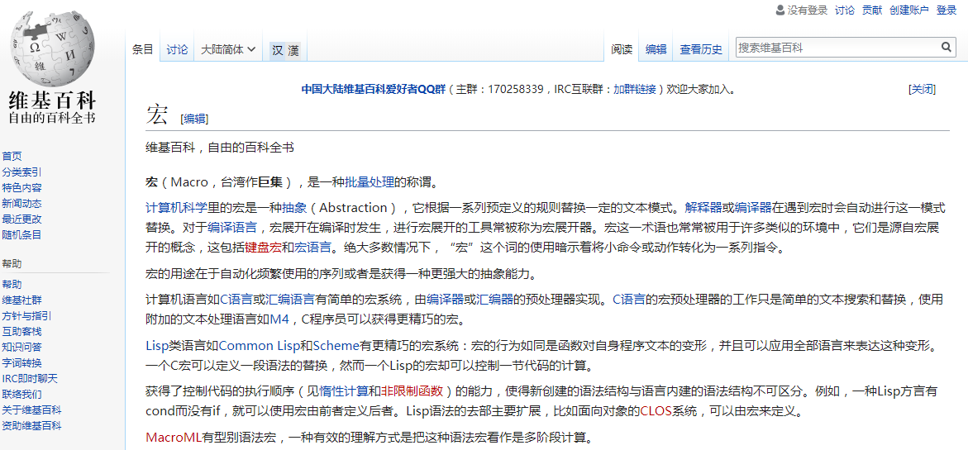 没有登录 讨论 贡献 创建账户 登录
维基百科
自由的百科全书
条目 讨论 大陆简体 汉 漢
阅读 编辑 查看历史 搜索维基百科
中国大陆维基百科爱好者QQ群（主群：170258339，IRC互联群：加群链接）欢迎大家加入。 [关闭]
宏 [编辑]
维基百科，自由的百科全书
宏（Macro，台湾作巨集），是一种批量处理的称谓。
计算机科学里的宏是一种抽象（Abstraction），它根据一系列预定义的规则替换一定的文本模式。解释器或编译器在遇到宏时会自动进行这一模式
替换。对于编译语言，宏展开在编译时发生，进行宏展开的工具常被称为宏展开器。宏这一术语也常常被用于许多类似的环境中，它们是源自宏展
开的概念，这包括键盘宏和宏语言。绝大多数情况下，“宏”这个词的使用暗示着将小命令或动作转化为一系列指令。
宏的用途在于自动化频繁使用的序列或者是获得一种更强大的抽象能力。
计算机语言如C语言或汇编语言有简单的宏系统，由编译器或汇编器的预处理器实现。C语言的宏预处理器的工作只是简单的文本搜索和替换，使用
附加的文本处理语言如M4，C程序员可以获得更精巧的宏。
Lisp类语言如Common Lisp和Scheme有更精巧的宏系统：宏的行为如同是函数对自身程序文本的变形，并且可以应用全部语言来表达这种变形。
一个C宏可以定义一段语法的替换，然而一个Lisp的宏却可以控制一节代码的计算。
获得了控制代码的执行顺序（见惰性计算和非限制函数）的能力，使得新创建的语法结构与语言内建的语法结构不可区分。例如，一种Lisp方言有
cond而没有if，就可以使用宏由前者定义后者。Lisp语法的去部主要扩展，比如面向对象的CLOS系统，可以由宏来定义。
MacroML有型别语法宏，一种有效的理解方式是把这种语法宏看作是多阶段计算。
首页
分类索引
特色内容
新闻动态
最近更改
随机条目
帮助
帮助
维基社群
方针与指引
互助客栈
知识问答
字词转换
IRC即时聊天
联络我们
关于维基百科
资助维基百科